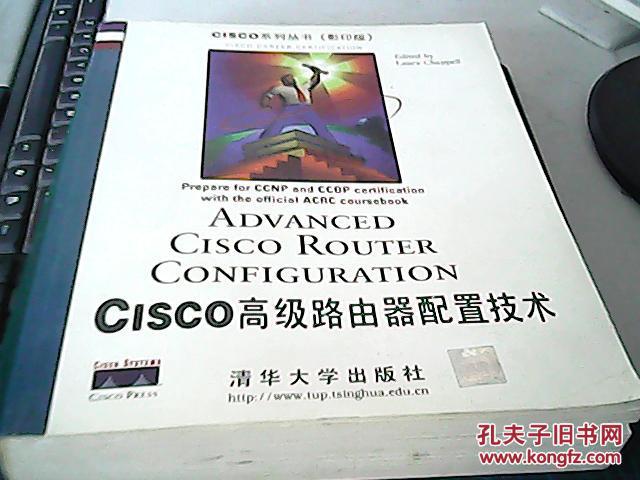 CISCO系列丛书（影印版）
CISCO CAREER CERTIFICATION
Edited by
Laura Chappell
Prepare for CCNP and CCDP certification
with the official ACRC coursebook
ADVANCED
CISCO ROUTER
CONFIGURATION
CISCO高级路由器配置技术
CISCO SYSTEMS
CISCO PRESS
清华大学出版社
http://www.tup.tsinghua.edu.cn
孔夫子旧书网
www.kongfz.com